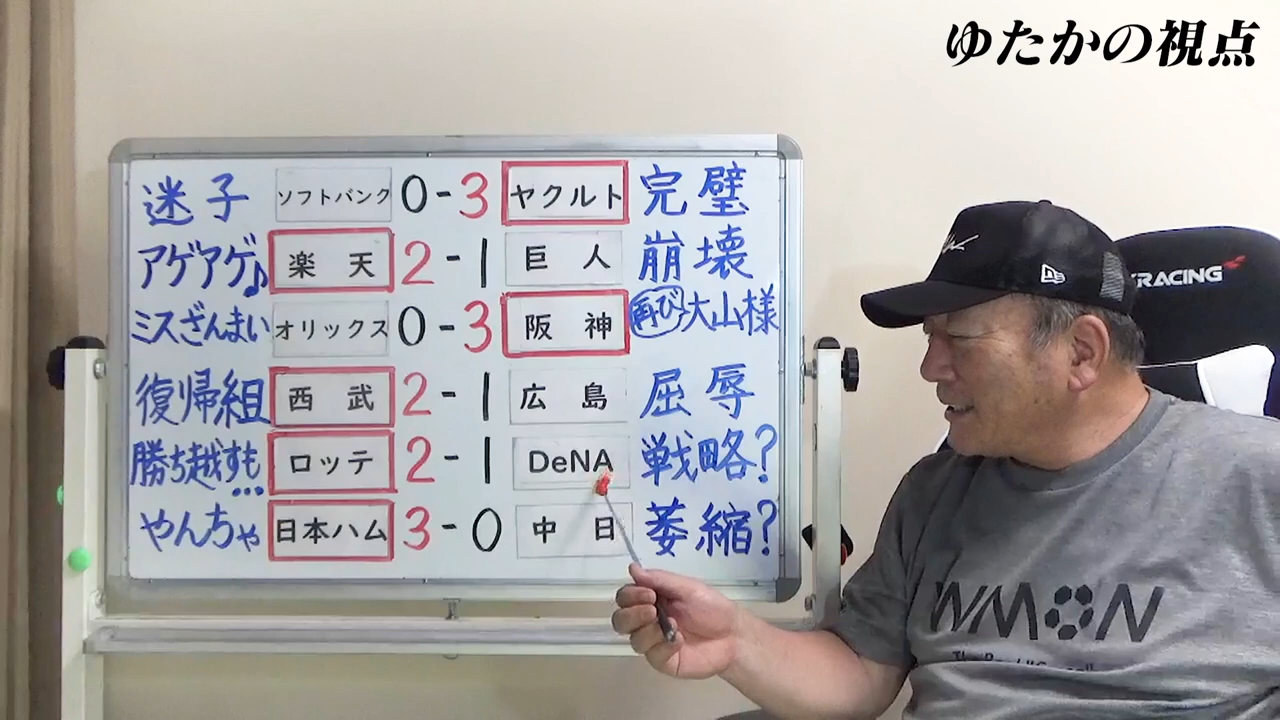 ゆたかの視点
迷子 ソフトバンク 0-3 ヤクルト 完璧
アゲアゲ♪ 楽天 2-1 巨人 崩壊
ミスざんまい オリックス 0-3 阪神 再び大山様
復帰組 西武 2-1 広島 屈辱
勝ち越すも… ロッテ 2-1 DeNA 戦略?
やんちゃ 日本ハム 3-0 中日 萎縮?
RACING
WMON